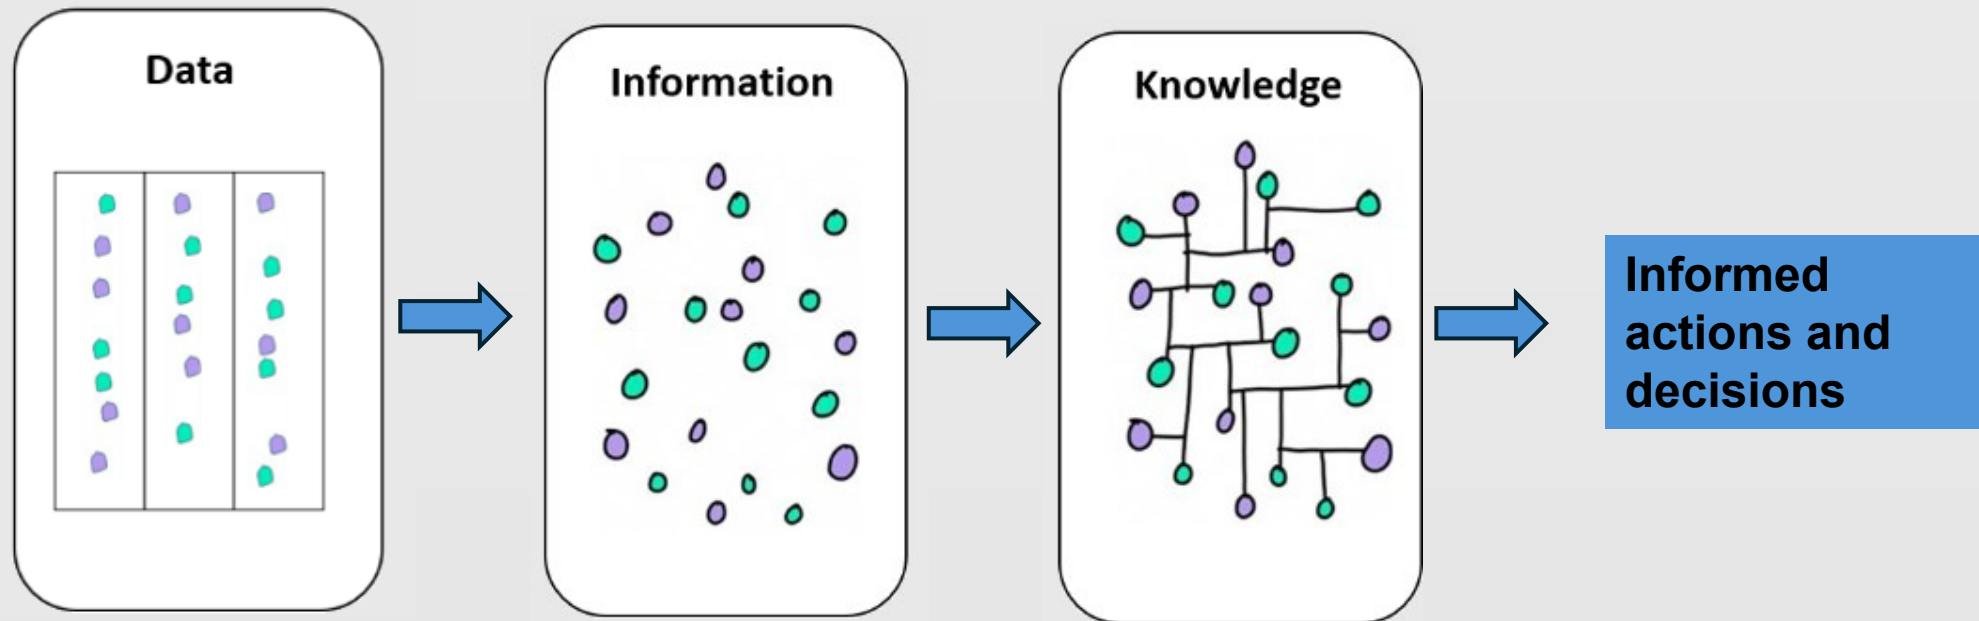 Data
Information
Knowledge
Informed
actions and
decisions